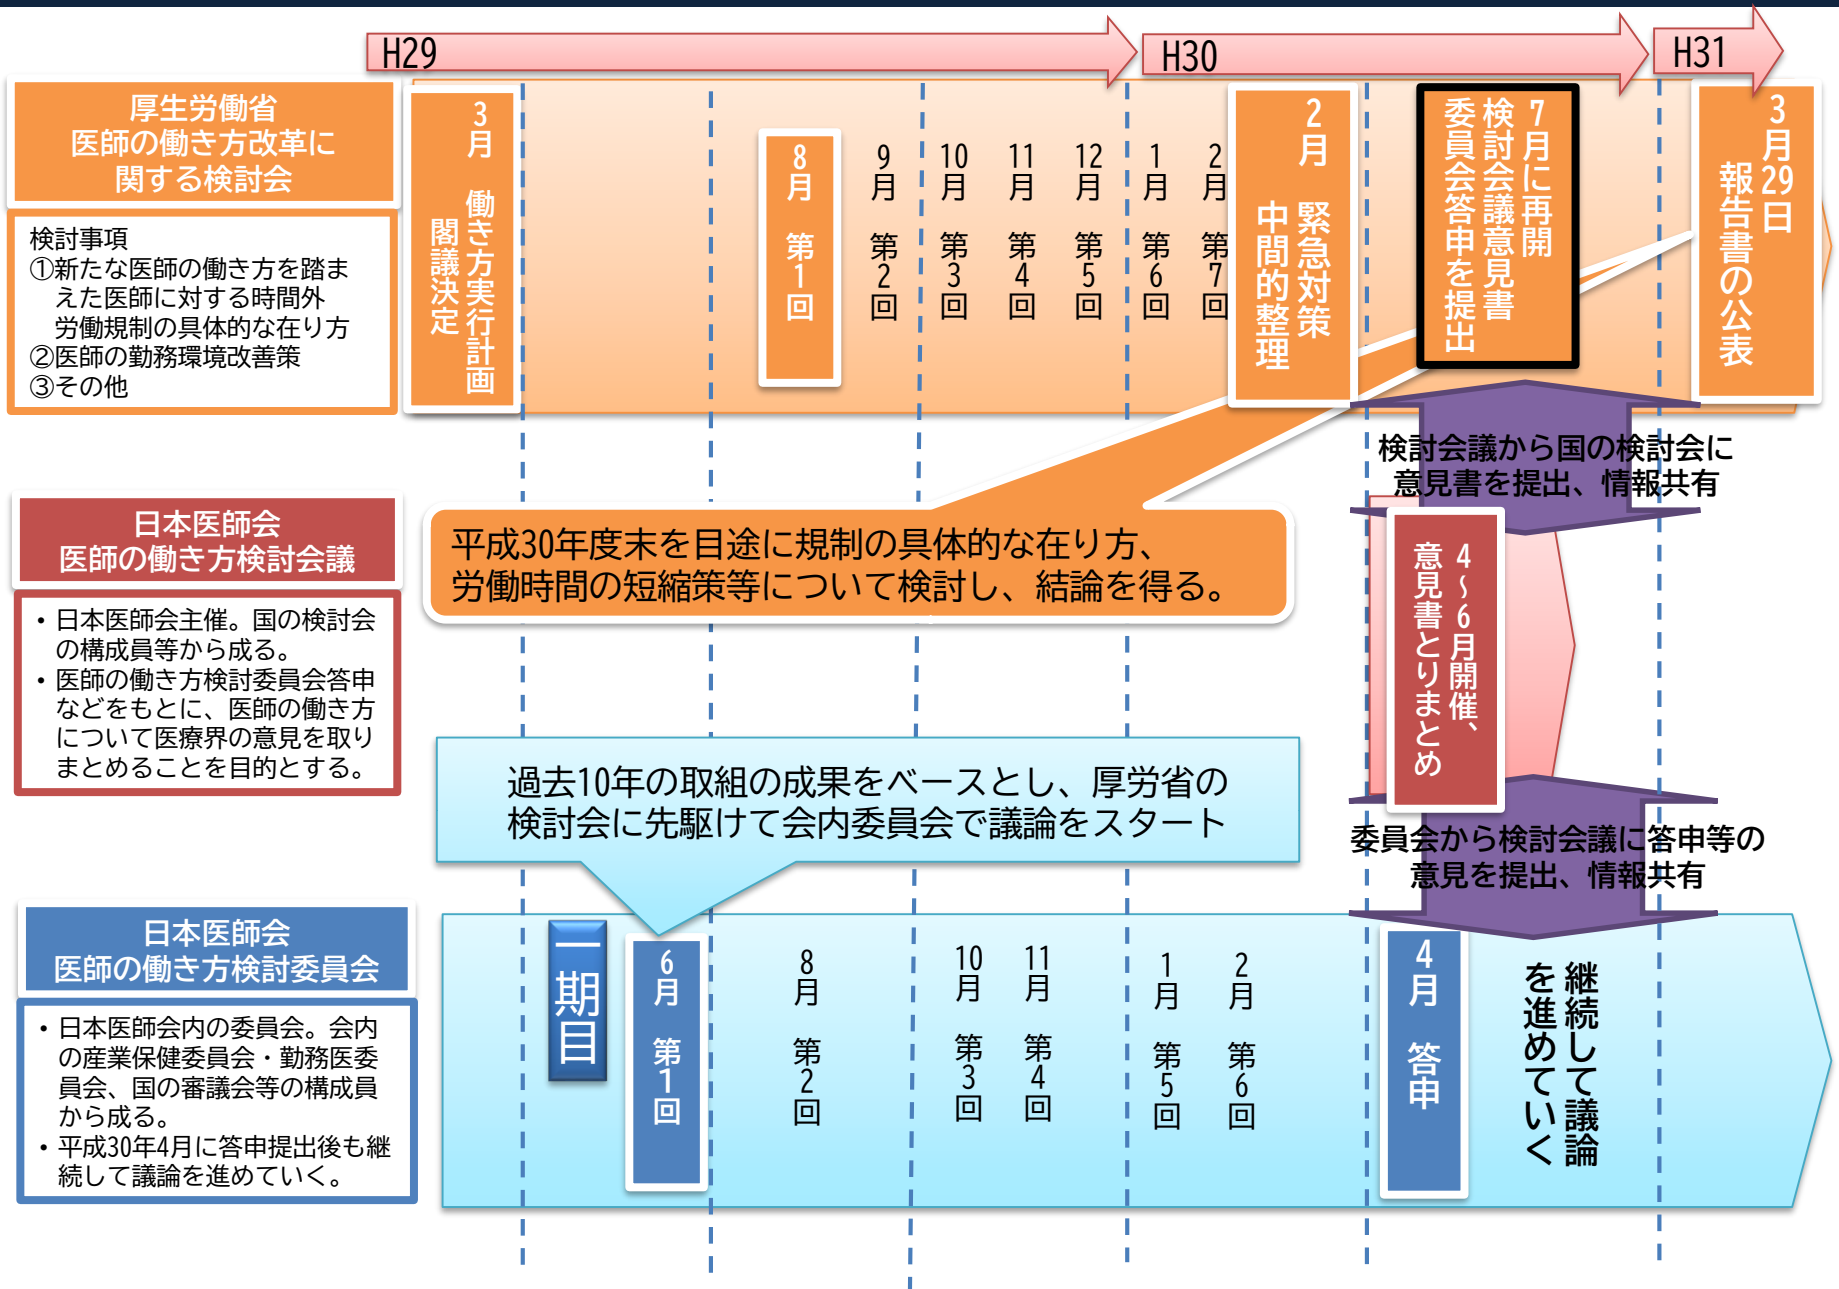 H29
H30
H31
厚生労働省
医師の働き方改革に
関する検討会
検討事項
①新たな医師の働き方を踏ま
えた医師に対する時間外
労働規制の具体的な在り方
②医師の勤務環境改善策
③その他
3月　働き方実行計画
閣議決定
8月　第1回
9月　第2回
10月　第3回
11月　第4回
12月　第5回
1月　第6回
2月　第7回
2月　緊急対策
中間的整理
7月に再開
検討会議意見書
委員会答申を提出
3月29日
報告書の公表
検討会議から国の検討会に
意見書を提出、情報共有
日本医師会
医師の働き方検討会議
・日本医師会主催。国の検討会
の構成員等から成る。
・医師の働き方検討委員会答申
などをもとに、医師の働き方
について医療界の意見を取り
まとめることを目的とする。
平成30年度末を目途に規制の具体的な在り方、
労働時間の短縮策等について検討し、結論を得る。
4～6月開催、
意見書とりまとめ
過去10年の取組の成果をベースとし、厚労省の
検討会に先駆けて会内委員会で議論をスタート
委員会から検討会議に答申等の
意見を提出、情報共有
日本医師会
医師の働き方検討委員会
・日本医師会内の委員会。会内
の産業保健委員会・勤務医委
員会、国の審議会等の構成員
から成る。
・平成30年4月に答申提出後も継
続して議論を進めていく。
一期目
6月　第1回
8月　第2回
10月　第3回
11月　第4回
1月　第5回
2月　第6回
4月　答申
継続して議論
を進めていく